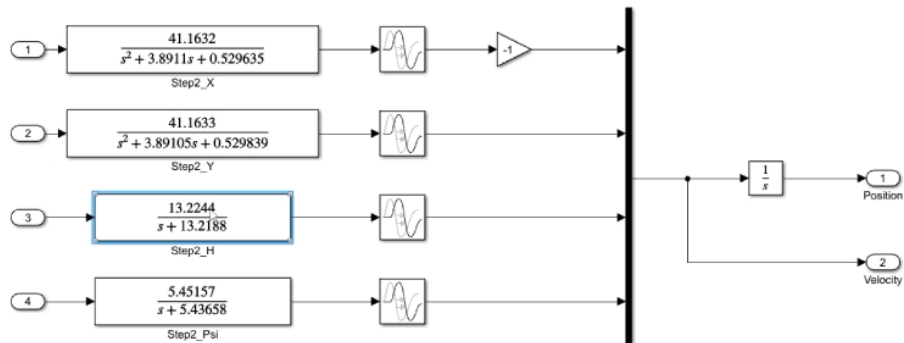 1
41.1632
s² + 3.8911s + 0.529635
Step2_X
-1
2
41.1633
s² + 3.89105s + 0.529839
Step2_Y
1
s
1
Position
3
13.2244
s + 13.2188
Step2_H
2
Velocity
4
5.45157
s + 5.43658
Step2_Psi